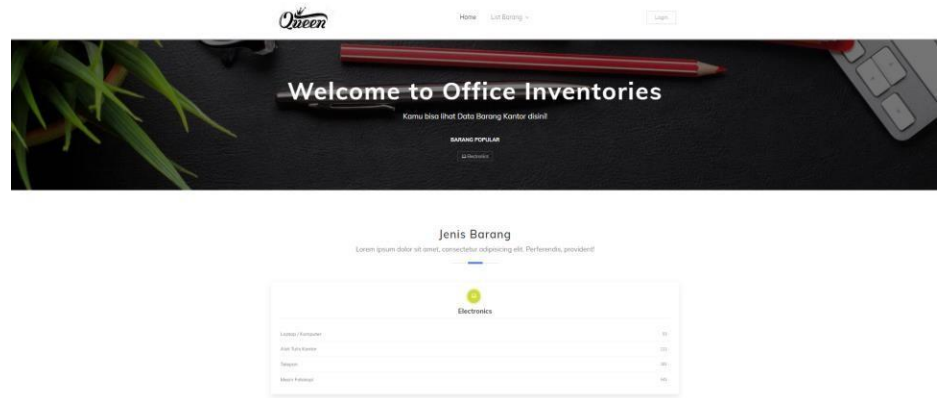 Queen
Home List Barang
Login
Welcome to Office Inventories
Kamu bisa lihat Data Barang Kantor disini!
BARANG POPULAR
Electronics
Jenis Barang
Lorem ipsum dolor sit amet, consectetur adipisicing elit. Perferendis, provident!
Electronics
Laptop / Komputer
Alat Tulis Kantor
Telepon
Mesin Fotokopi